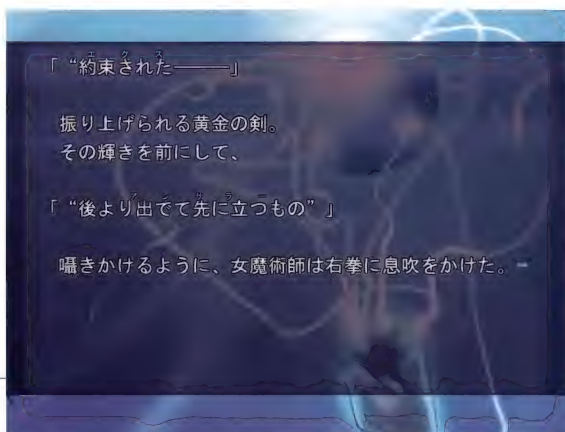 「“約束された―――」
振り上げられる黄金の剣。
その輝きを前にして、
「“後より出でて先に立つもの”」
囁きかけるように、女魔術師は右拳に息吹をかけた。